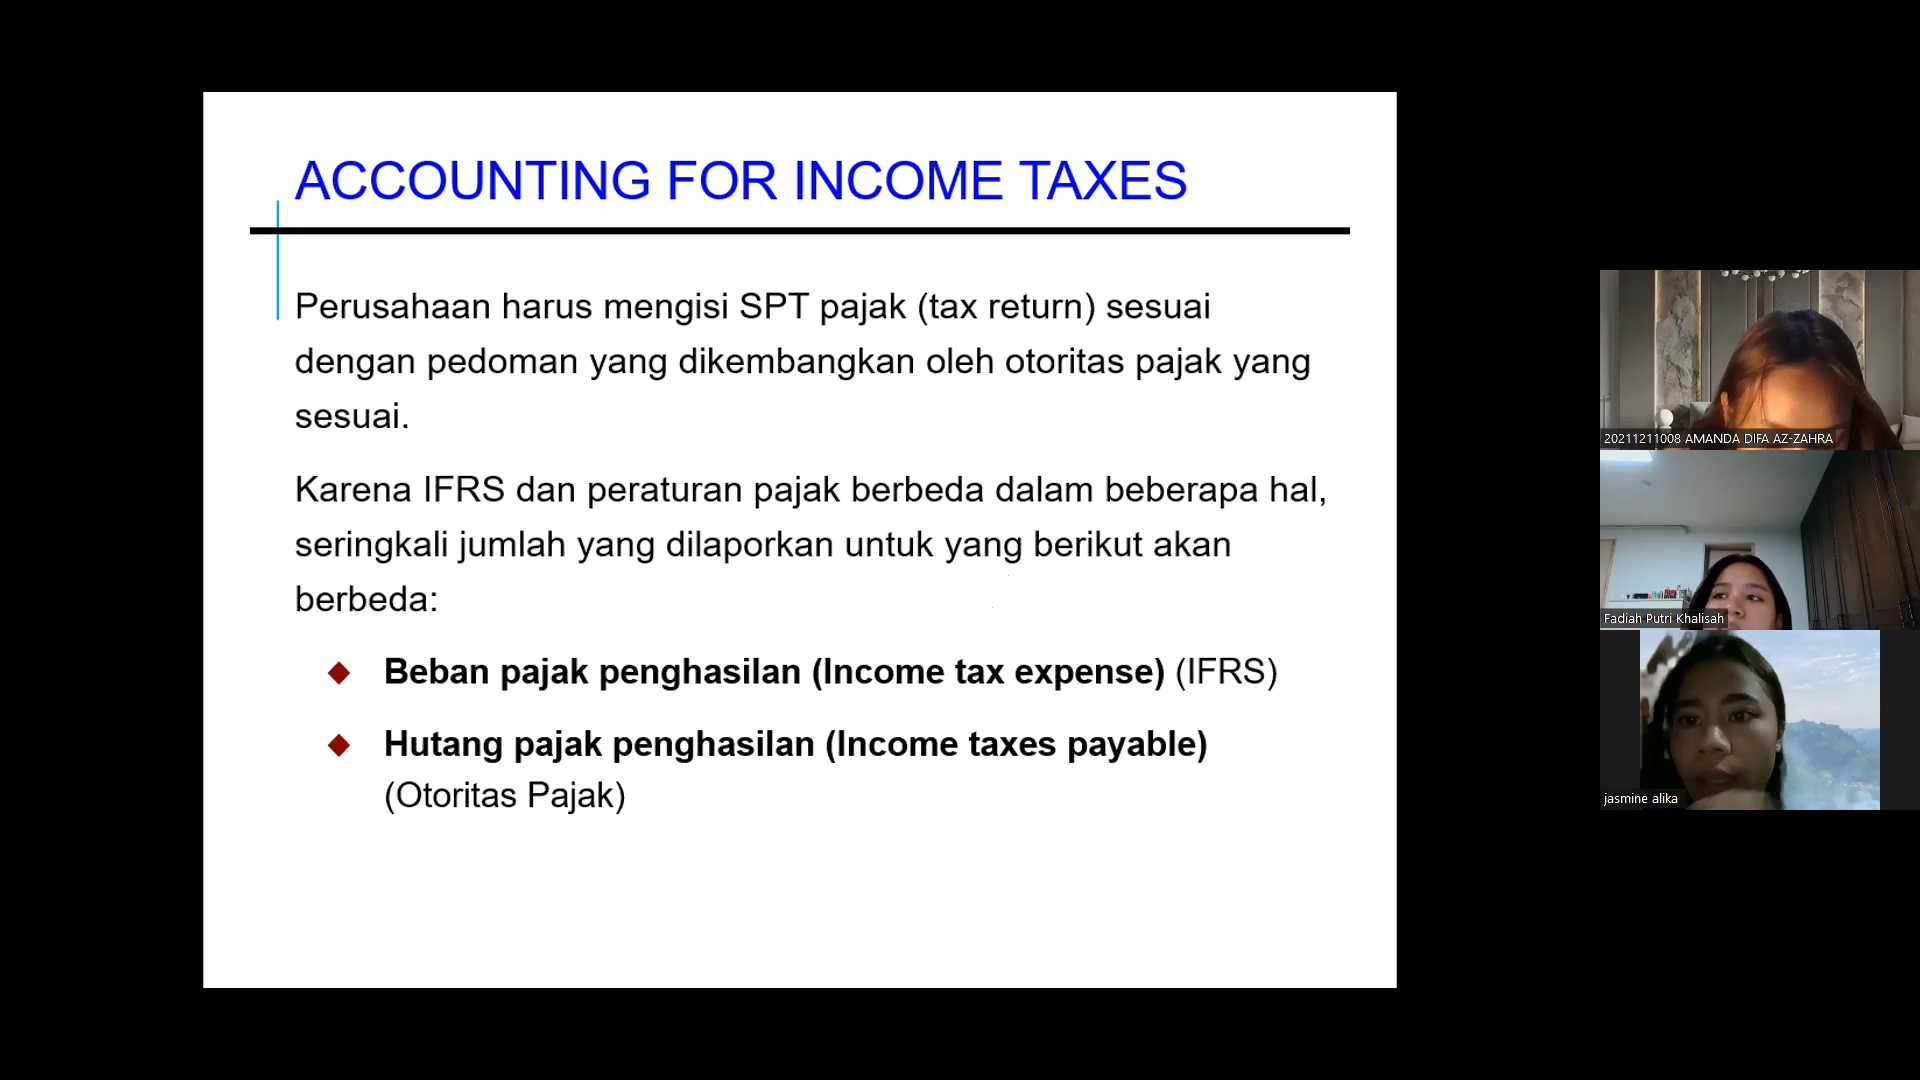 ACCOUNTING FOR INCOME TAXES
Perusahaan harus mengisi SPT pajak (tax return) sesuai
dengan pedoman yang dikembangkan oleh otoritas pajak yang
sesuai.
Karena IFRS dan peraturan pajak berbeda dalam beberapa hal,
seringkali jumlah yang dilaporkan untuk yang berikut akan
berbeda:
Beban pajak penghasilan (Income tax expense) (IFRS)
Hutang pajak penghasilan (Income taxes payable)
(Otoritas Pajak)
20211211008 AMANDA DIFA AZ-ZAHRA
Fadiah Putri Khalisah
jasmine alika